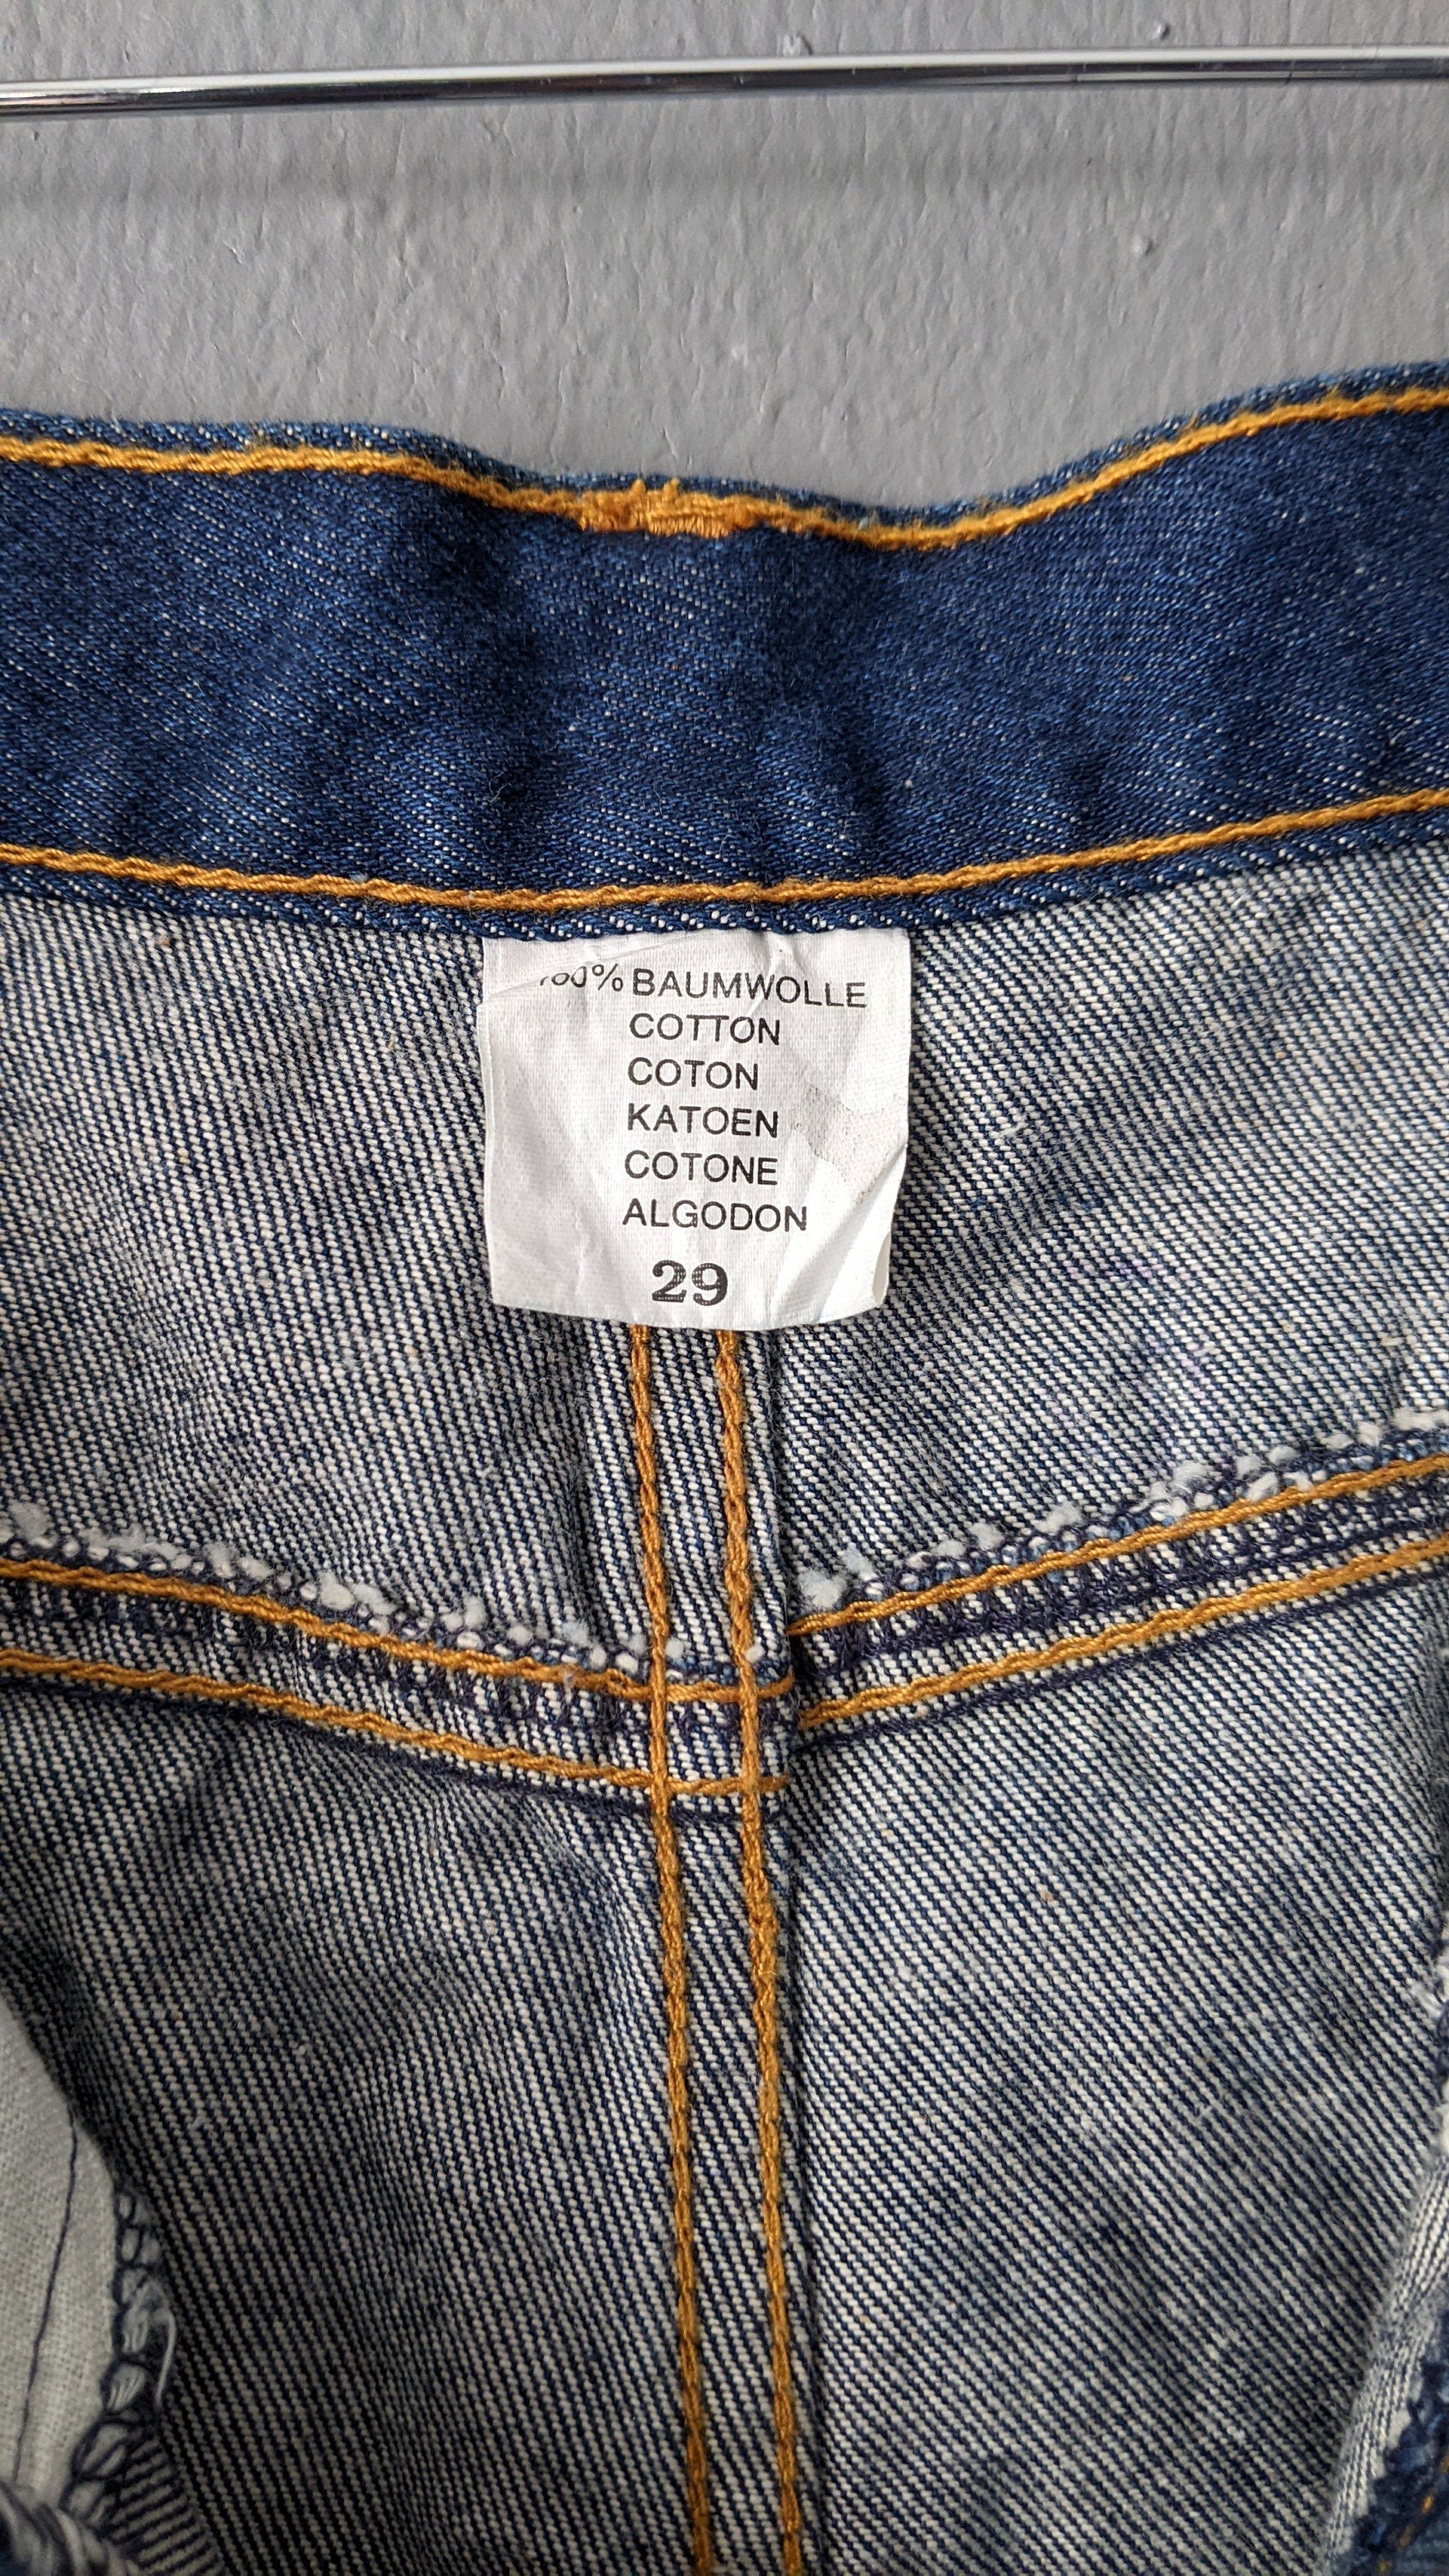 100% BAUMWOLLE
COTTON
COTON
KATOEN
COTONE
ALGODON
29